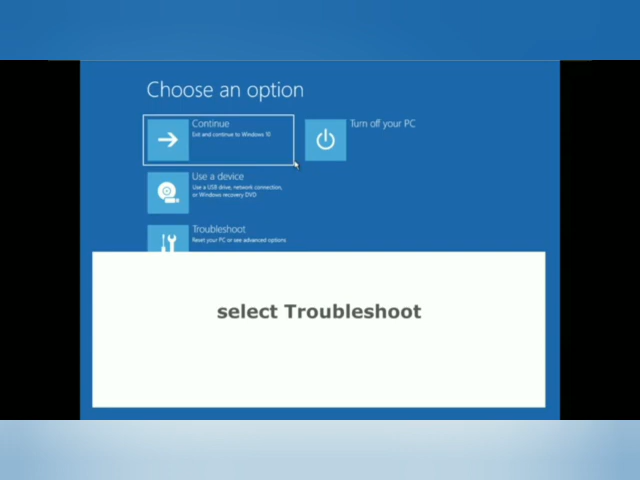 Choose an option
Continue
Exit and continue to Windows 10
Turn off your PC
Use a device
Use a USB drive, network connection,
or Windows recovery DVD
Troubleshoot
Reset your PC or see advanced options
select Troubleshoot